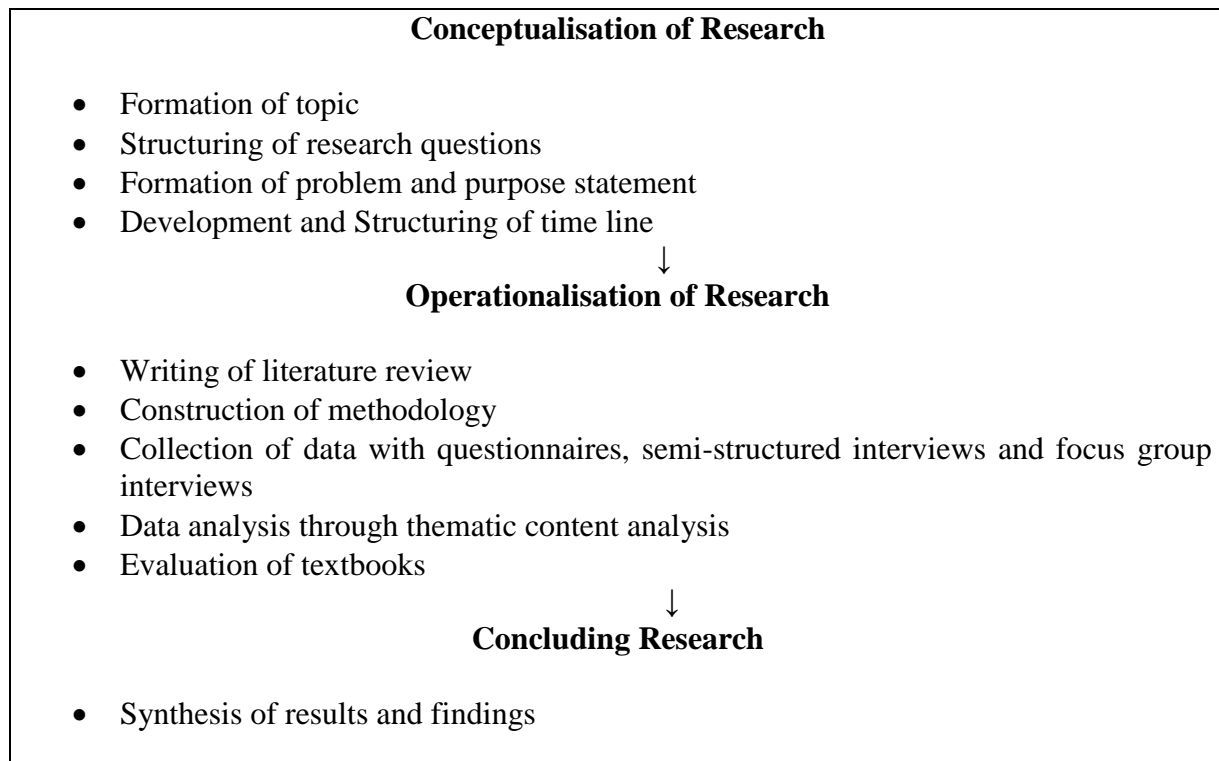 Conceptualisation of Research
• Formation of topic
• Structuring of research questions
• Formation of problem and purpose statement
• Development and Structuring of time line
↓
Operationalisation of Research
• Writing of literature review
• Construction of methodology
• Collection of data with questionnaires, semi-structured interviews and focus group
interviews
• Data analysis through thematic content analysis
• Evaluation of textbooks
↓
Concluding Research
• Synthesis of results and findings